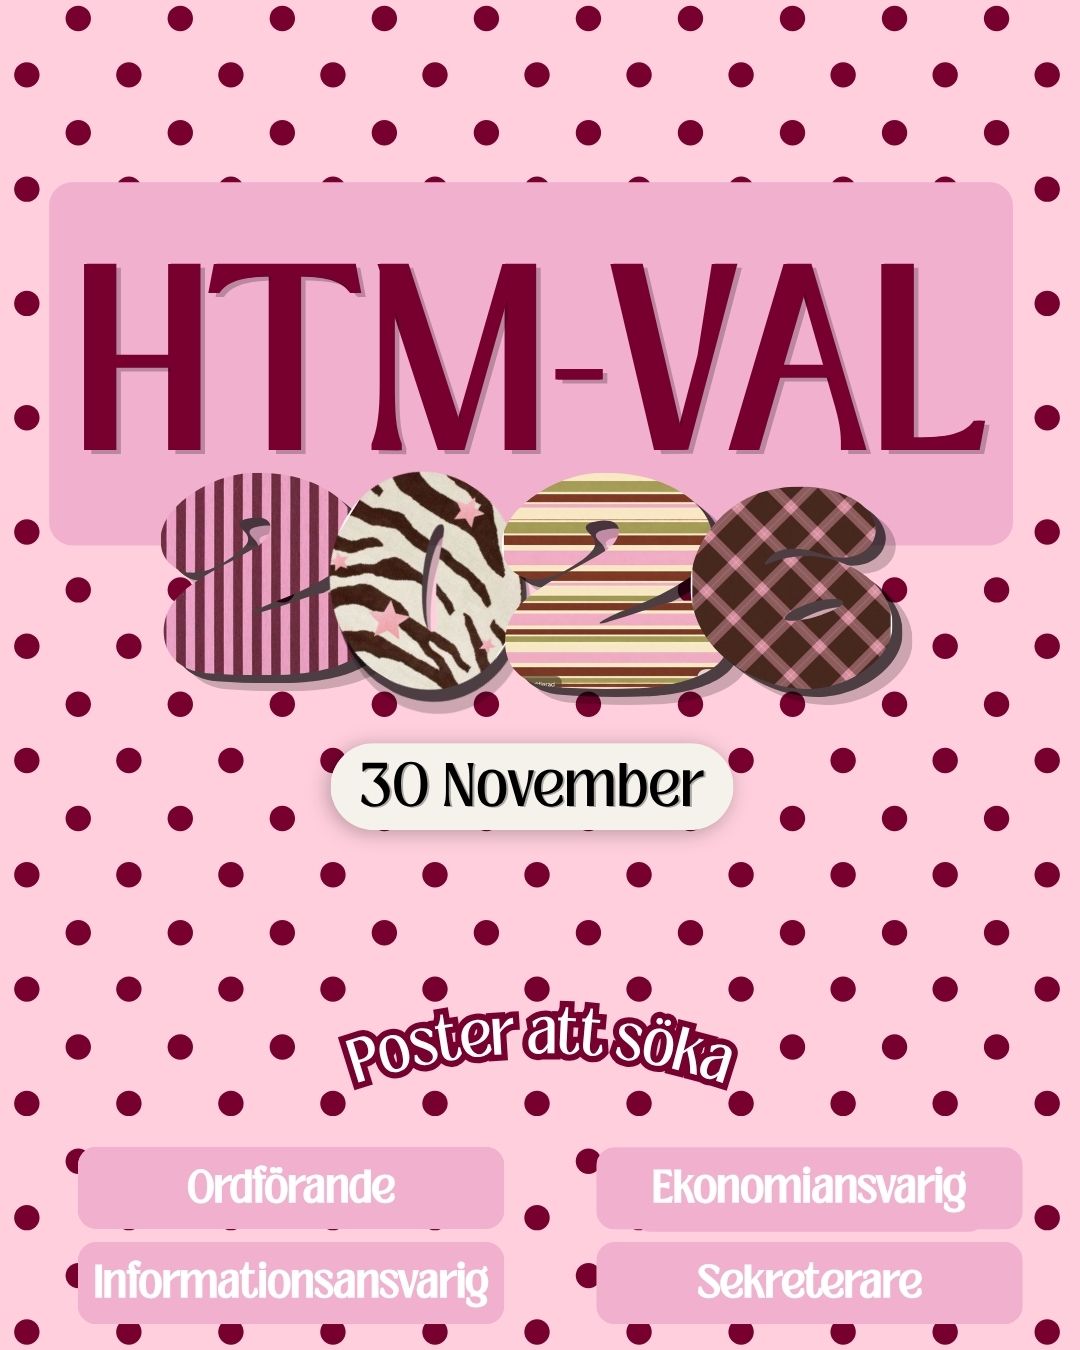 HTM-VAL
2026
30 November
Poster att söka
Ordförande
Ekonomiansvarig
Informationsansvarig
Sekreterare